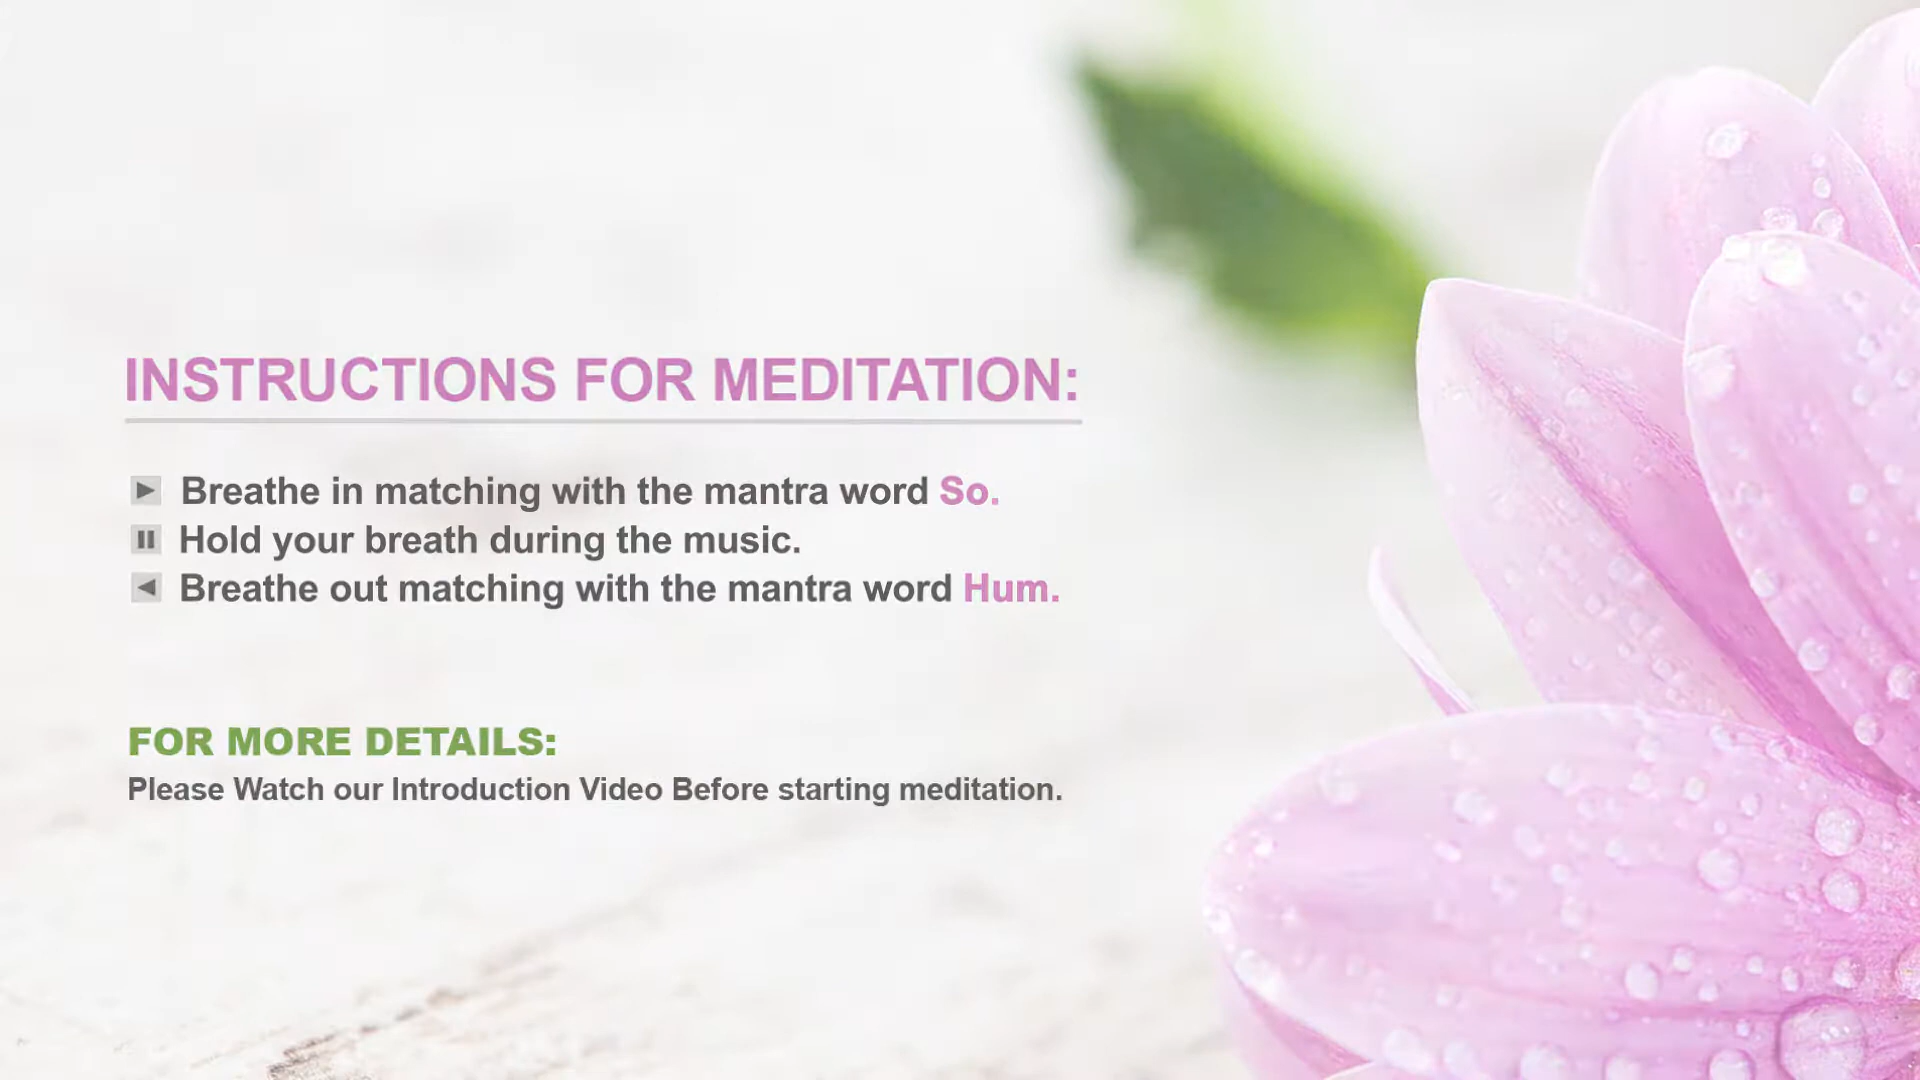 INSTRUCTIONS FOR MEDITATION:
Breathe in matching with the mantra word So.
Hold your breath during the music.
Breathe out matching with the mantra word Hum.
FOR MORE DETAILS:
Please Watch our Introduction Video Before starting meditation.